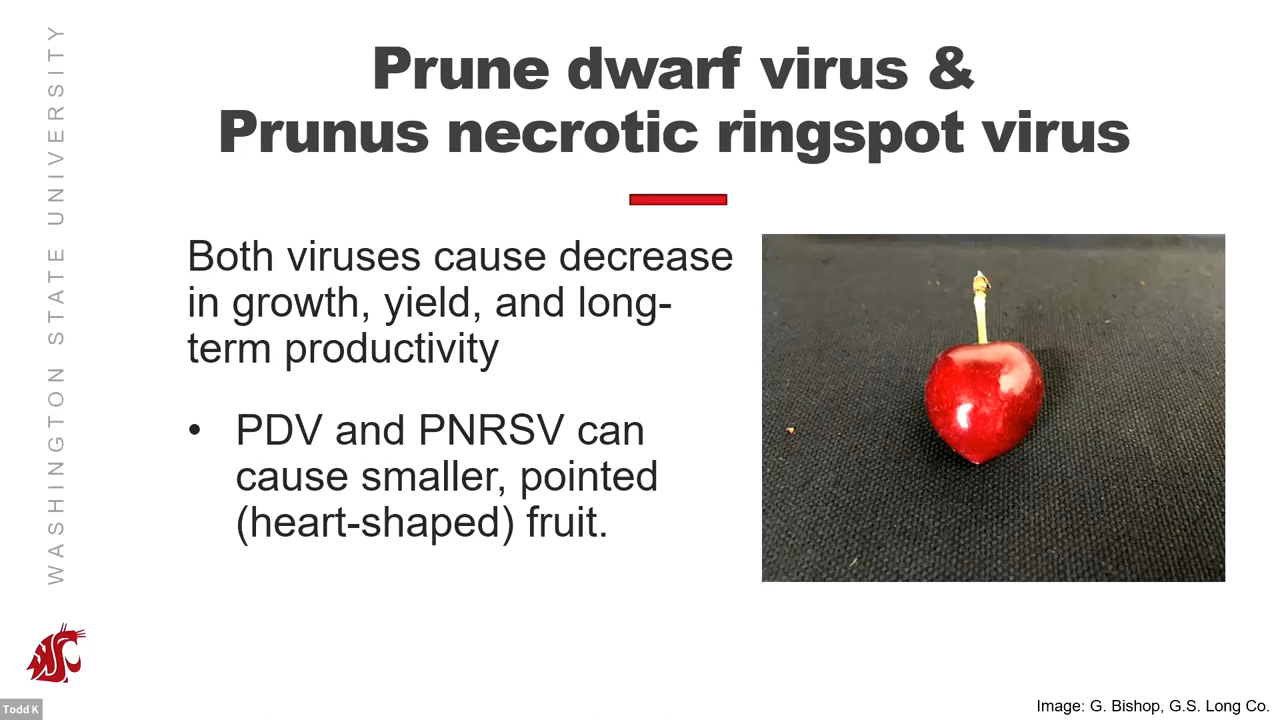 WASHINGTON STATE UNIVERSITY
Prune dwarf virus &
Prunus necrotic ringspot virus
Both viruses cause decrease
in growth, yield, and long-
term productivity
• PDV and PNRSV can
cause smaller, pointed
(heart-shaped) fruit.
Todd K
Image: G. Bishop, G.S. Long Co.